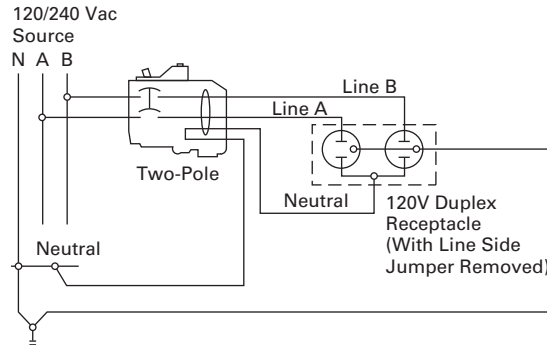 120/240 Vac
Source
N A B
Line B
Line A
Two-Pole
Neutral
120V Duplex
Receptacle
(With Line Side
Jumper Removed)
Neutral